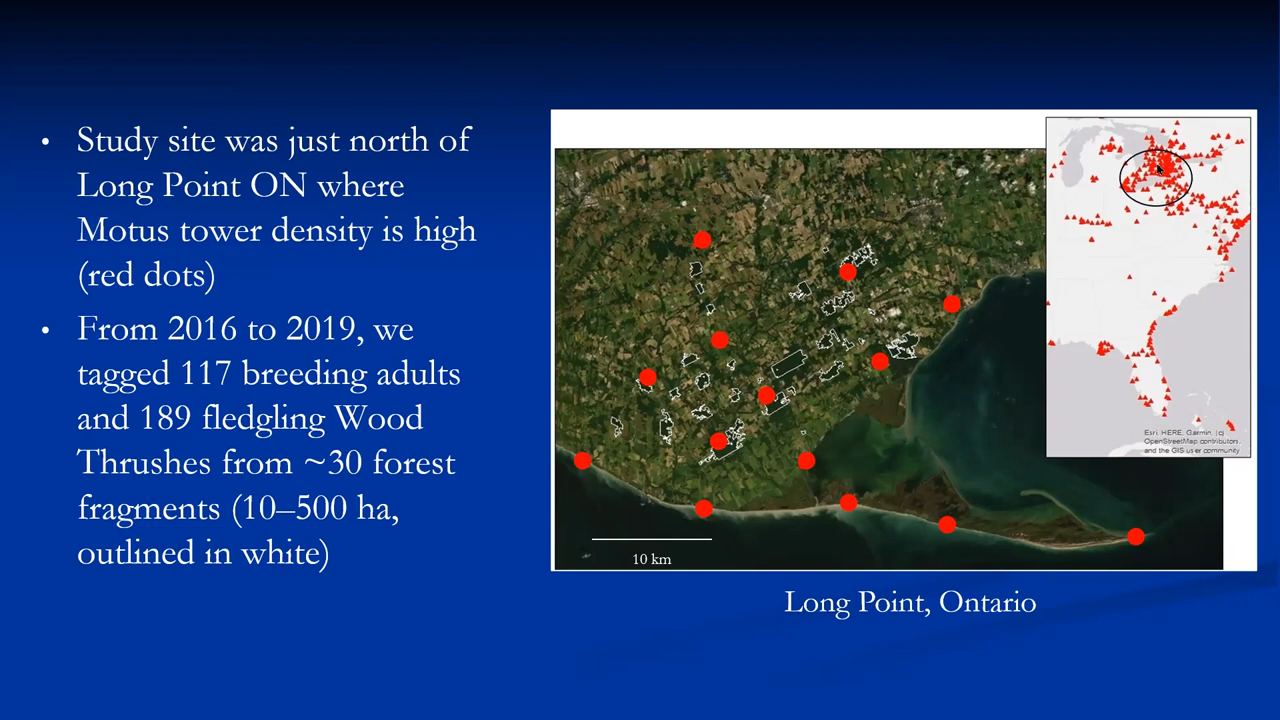 • Study site was just north of
Long Point ON where
Motus tower density is high
(red dots)
• From 2016 to 2019, we
tagged 117 breeding adults
and 189 fledgling Wood
Thrushes from ~30 forest
fragments (10–500 ha,
outlined in white)
Esri, HERE, Garmin, (c)
OpenStreetMap contributors,
and the GIS user community
10 km
Long Point, Ontario